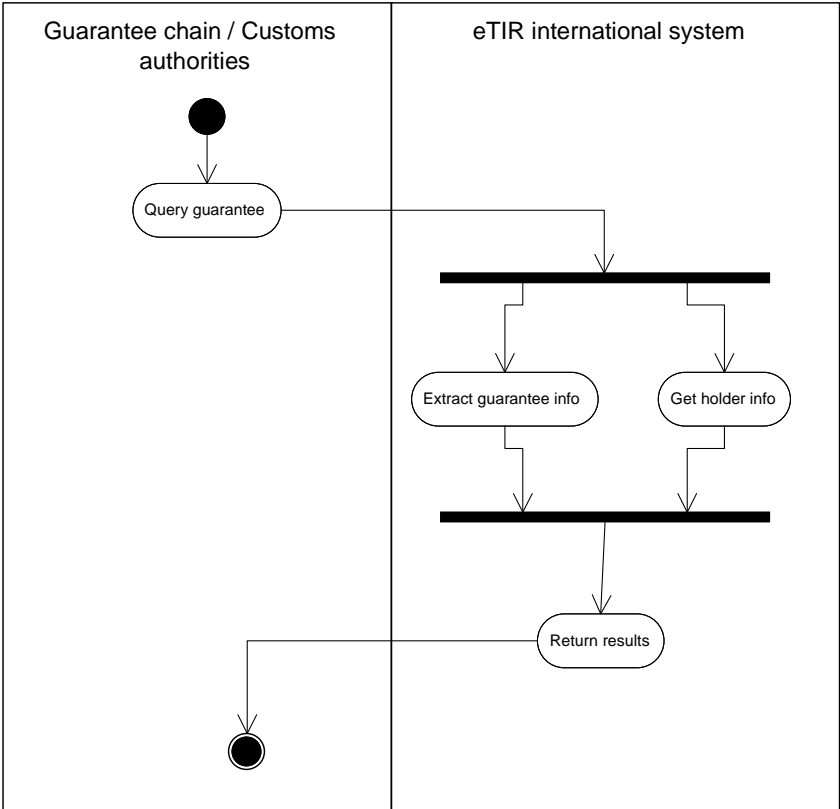 Guarantee chain / Customs
authorities
eTIR international system
Query guarantee
Extract guarantee info
Get holder info
Return results